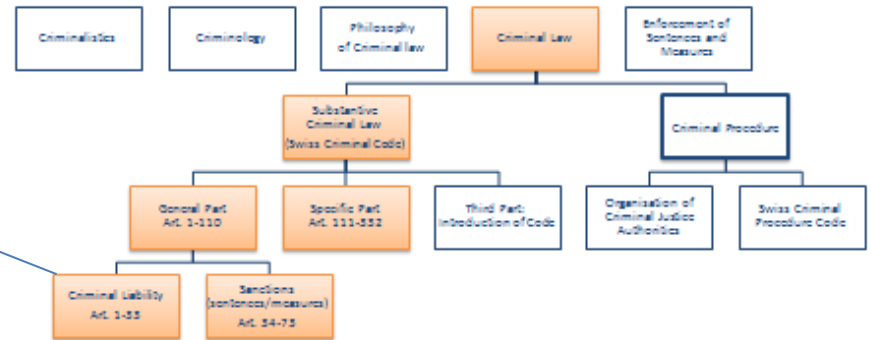 Criminalistics
Criminology
Philosophy
of Criminal law
Criminal Law
Enforcement of
Sentences and
Measures
Substantive
Criminal Law
(Swiss Criminal Code)
Criminal Procedure
General Part
Art. 1-110
Specific Part
Art. 111-332
Third Part:
Introduction of Code
Organisation of
Criminal Justice
Authorities
Swiss Criminal
Procedure Code
Criminal Liability
Art. 1-33
Sanctions
(sentences/measures)
Art. 34-73